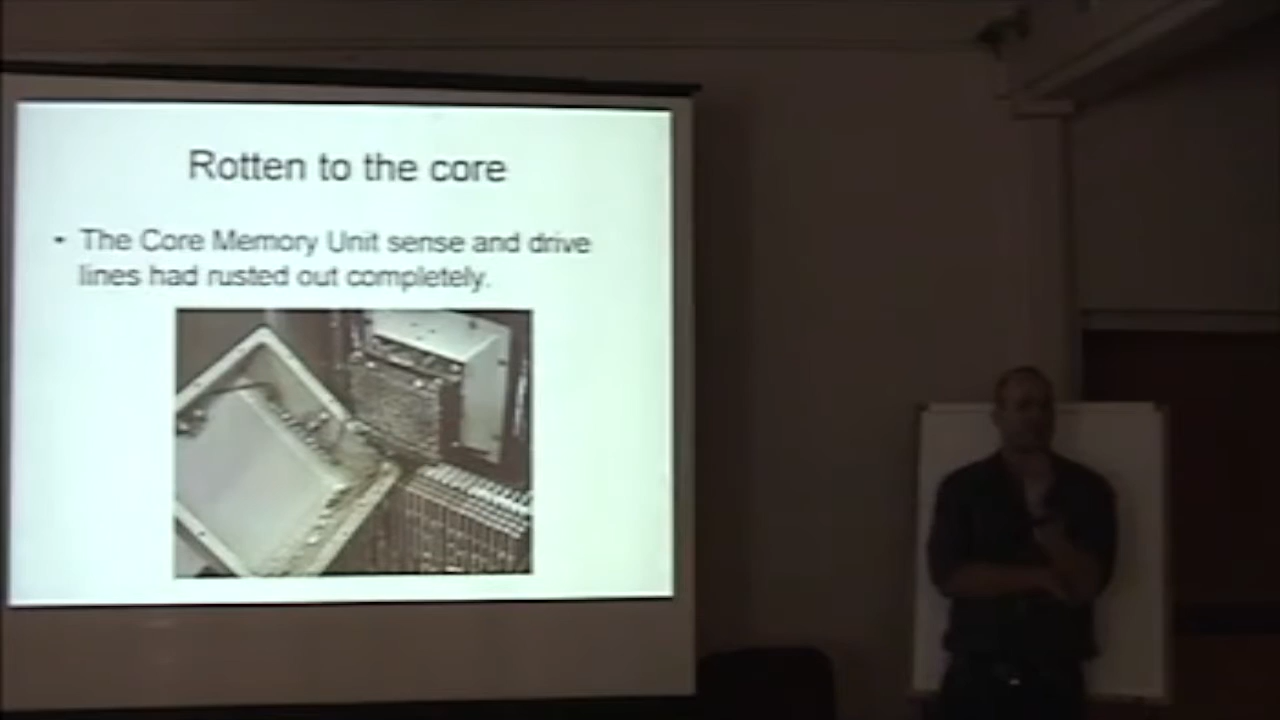 Rotten to the core
• The Core Memory Unit sense and drive
lines had rusted out completely.